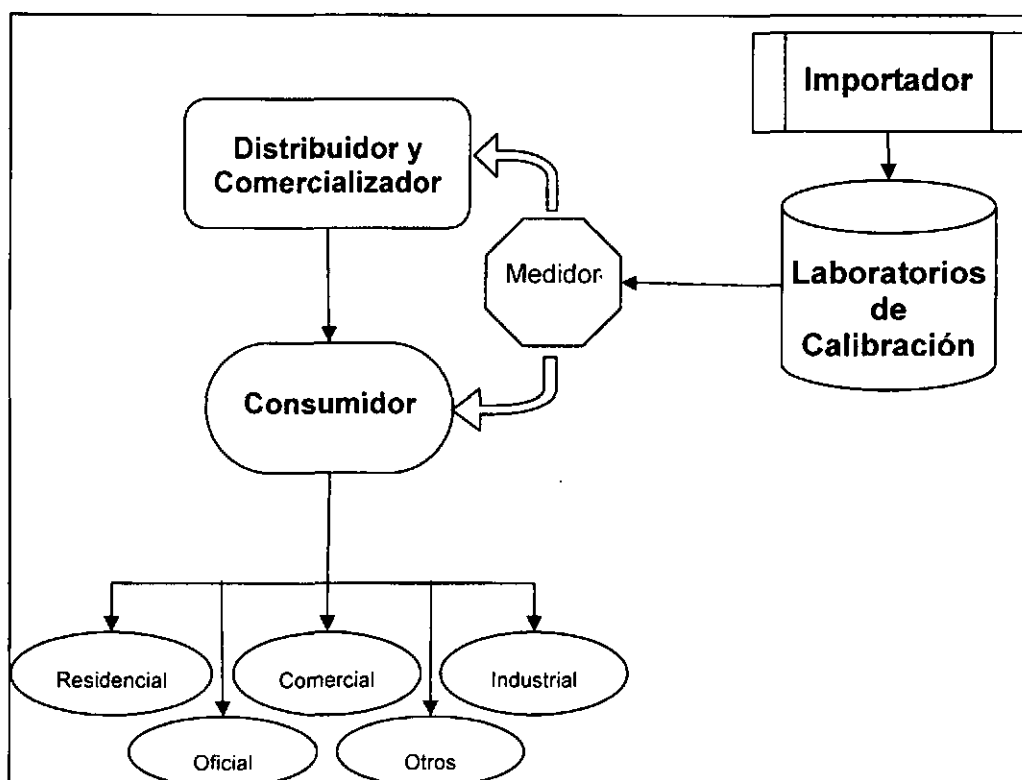 Importador
Distribuidor y
Comercializador
Medidor
Laboratorios
de
Calibración
Consumidor
Residencial
Comercial
Industrial
Oficial
Otros